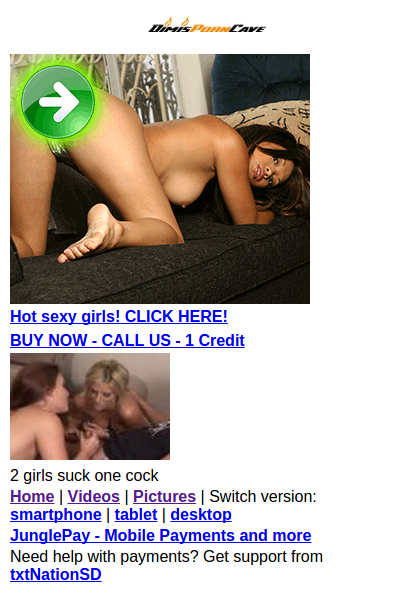 DimisPornCave
Hot sexy girls! CLICK HERE!
BUY NOW - CALL US - 1 Credit
2 girls suck one cock
Home | Videos | Pictures | Switch version:
smartphone | tablet | desktop
JunglePay - Mobile Payments and more
Need help with payments? Get support from
txtNationSD